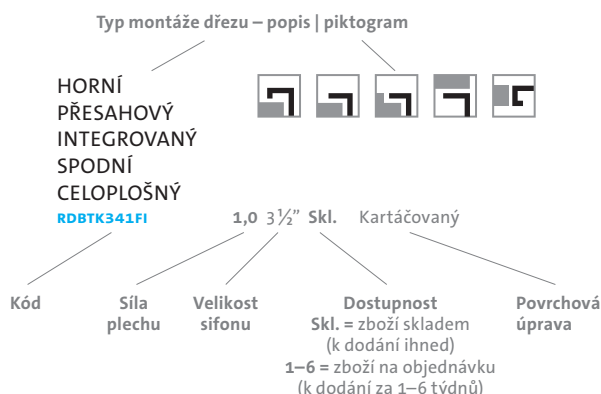 Typ montáže dřezu – popis | piktogram
HORNÍ
PŘESAHOVÝ
INTEGROVANÝ
SPODNÍ
CELOPLOŠNÝ
RDBTK341FI 1,0 3½” Skl. Kartáčovaný
Kód Síla plechu Velikost sifonu Dostupnost Povrchová úprava
Skl. = zboží skladem
(k dodání ihned)
1–6 = zboží na objednávku
(k dodání za 1–6 týdnů)